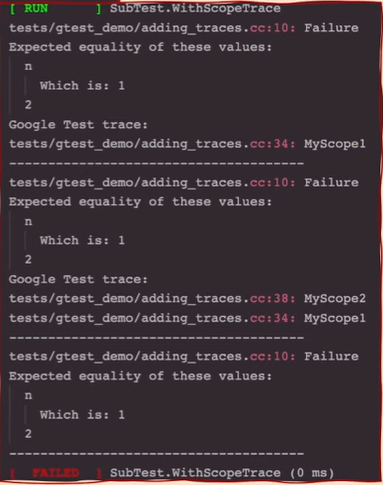 [ RUN      ] SubTest.WithScopeTrace
tests/gtest_demo/adding_traces.cc:10: Failure
Expected equality of these values:
  n
    Which is: 1
  2
Google Test trace:
tests/gtest_demo/adding_traces.cc:34: MyScope1
---------------------------------------
tests/gtest_demo/adding_traces.cc:10: Failure
Expected equality of these values:
  n
    Which is: 1
  2
Google Test trace:
tests/gtest_demo/adding_traces.cc:38: MyScope2
tests/gtest_demo/adding_traces.cc:34: MyScope1
---------------------------------------
tests/gtest_demo/adding_traces.cc:10: Failure
Expected equality of these values:
  n
    Which is: 1
  2
---------------------------------------
[  FAILED  ] SubTest.WithScopeTrace (0 ms)